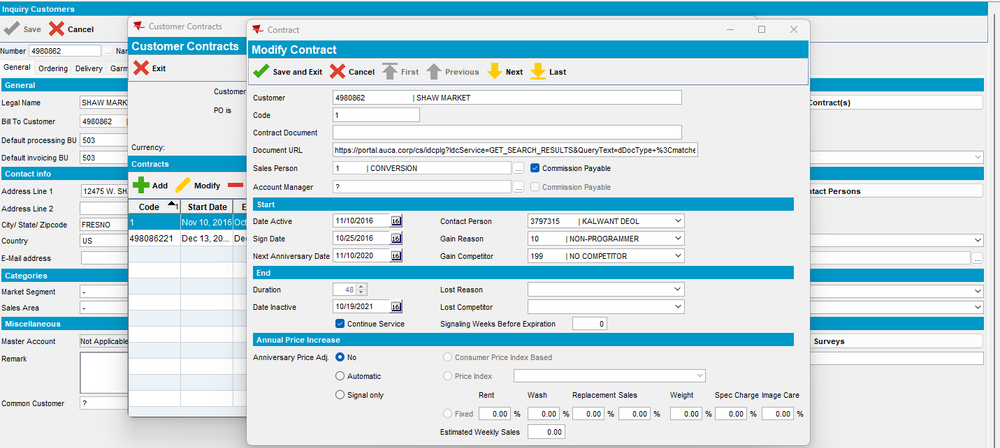 Inquiry Customers
Save Cancel
Number 4980862 ... Nar
General Ordering Delivery Garm
General
Legal Name SHAW MARK
Bill To Customer 4980862
Default processing BU 503
Default invoicing BU 503
Contact info
Address Line 1 12475 W. SHA
Address Line 2
City/ State/ Zipcode FRESNO
Country US
E-Mail address
Categories
Market Segment -
Sales Area -
Miscellaneous
Master Account Not Applicable
Remark
Common Customer ?
Customer Contracts
Customer Contracts
Exit
Customer
PO is
Currency:
Contracts
Add Modify
Code 1 Start Date E
1 Nov 10, 2016 Oct
498086221 Dec 13, 20... Dec
Contract
Modify Contract
Save and Exit Cancel First Previous Next Last
Customer 4980862 | SHAW MARKET
Code 1
Contract Document
Document URL https://portal.auca.corp/cs/idcplg?IdcService=GET_SEARCH_RESULTS&QueryText=dDocType+%3Cmatche
Sales Person 1 | CONVERSION ... Commission Payable
Account Manager ? ... Commission Payable
Start
Date Active 11/10/2016 16 Contact Person 3797315 | KALWANT DEOL
Sign Date 10/25/2016 16 Gain Reason 10 | NON-PROGRAMMER
Next Anniversary Date 11/10/2020 16 Gain Competitor 199 | NO COMPETITOR
End
Duration 48 Lost Reason
Date Inactive 10/19/2021 16 Lost Competitor
Continue Service Signaling Weeks Before Expiration 0
Annual Price Increase
Anniversary Price Adj. No Consumer Price Index Based
Automatic Price Index
Signal only
Rent Wash Replacement Sales Weight Spec Charge Image Care
Fixed 0.00 % 0.00 % 0.00 % 0.00 % 0.00 % 0.00 % 0.00 %
Estimated Weekly Sales 0.00
Contract(s)
ntact Persons
...
Surveys